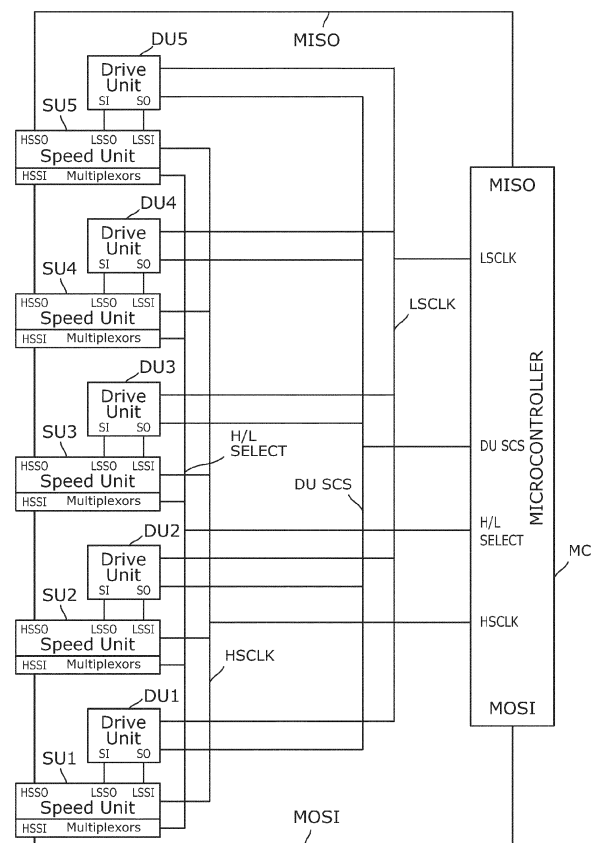 MISO
DU5
Drive
Unit
SI SO
SU5
HSSO LSSO LSSI
Speed Unit
HSSI Multiplexors
MISO
DU4
Drive
Unit
SI SO
SU4
HSSO LSSO LSSI
Speed Unit
HSSI Multiplexors
LSCLK
LSCLK
DU3
Drive
Unit
SI SO
SU3
HSSO LSSO LSSI
Speed Unit
HSSI Multiplexors
H/L
SELECT
DU SCS
DU SCS
MICROCONTROLLER
H/L
SELECT
MC
DU2
Drive
Unit
SI SO
SU2
HSSO LSSO LSSI
Speed Unit
HSSI Multiplexors
HSCLK
HSCLK
DU1
Drive
Unit
SI SO
SU1
HSSO LSSO LSSI
Speed Unit
HSSI Multiplexors
MOSI
MOSI